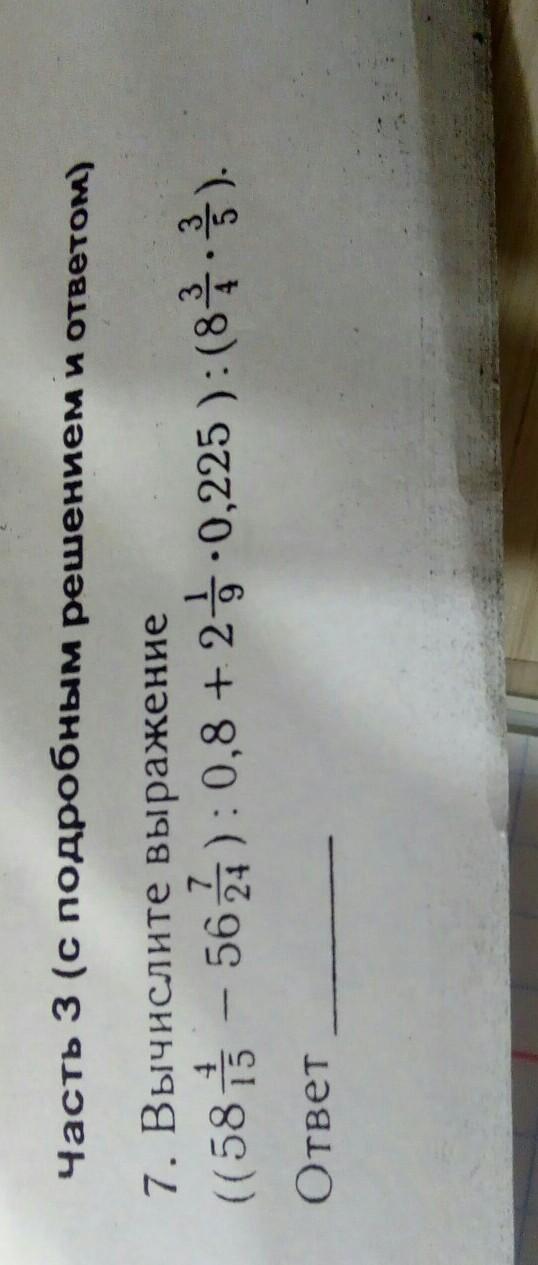 Часть 3 (с подробным решением и ответом)
7. Вычислите выражение
((58 4/15 − 56 7/24) : 0,8 + 2 1/9 · 0,225) : (8 3/4 · 3/5).
Ответ ________